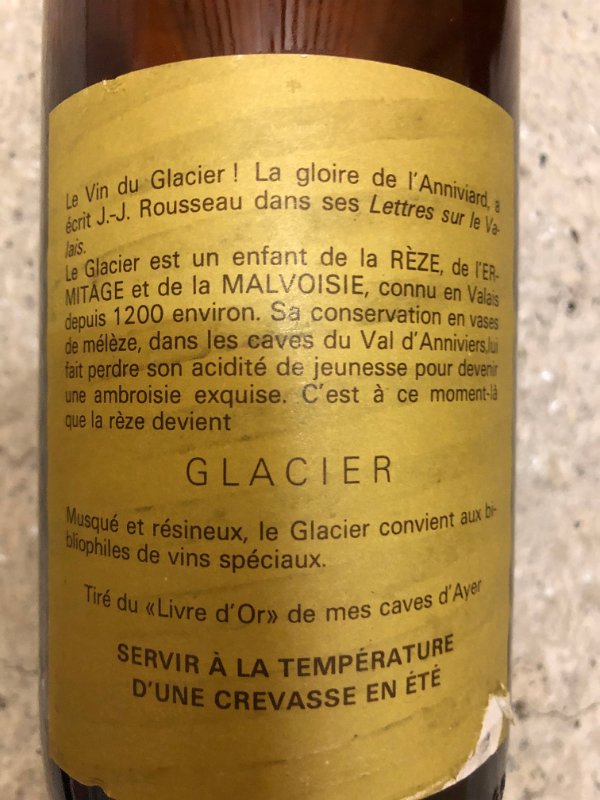 Le Vin du Glacier ! La gloire de l'Anniviard, a
écrit J.-J. Rousseau dans ses Lettres sur le Va-
lais.
Le Glacier est un enfant de la RÈZE, de l'ER-
MITAGE et de la MALVOISIE, connu en Valais
depuis 1200 environ. Sa conservation en vases
de mélèze, dans les caves du Val d'Anniviers,lui
fait perdre son acidité de jeunesse pour devenir
une ambroisie exquise. C'est à ce moment-là
que la rèze devient
GLACIER
Musqué et résineux, le Glacier convient aux bi-
bliophiles de vins spéciaux.
Tiré du «Livre d'Or» de mes caves d'Ayer
SERVIR À LA TEMPÉRATURE
D'UNE CREVASSE EN ÉTÉ